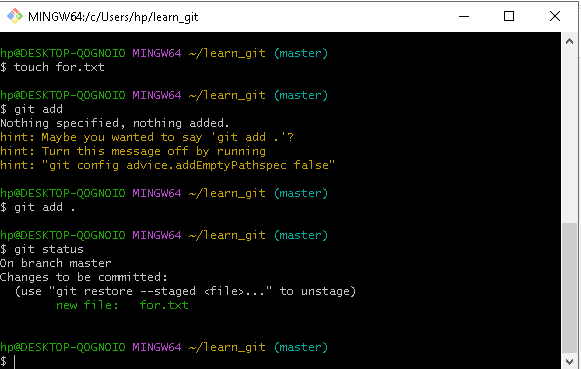 MINGW64:/c/Users/hp/learn_git
hp@DESKTOP-QOGNOIO MINGW64 ~/learn_git (master)
$ touch for.txt
hp@DESKTOP-QOGNOIO MINGW64 ~/learn_git (master)
$ git add
Nothing specified, nothing added.
hint: Maybe you wanted to say 'git add .'?
hint: Turn this message off by running
hint: "git config advice.addEmptyPathspec false"
hp@DESKTOP-QOGNOIO MINGW64 ~/learn_git (master)
$ git add .
hp@DESKTOP-QOGNOIO MINGW64 ~/learn_git (master)
$ git status
On branch master
Changes to be committed:
  (use "git restore --staged <file>..." to unstage)
        new file:   for.txt
hp@DESKTOP-QOGNOIO MINGW64 ~/learn_git (master)
$